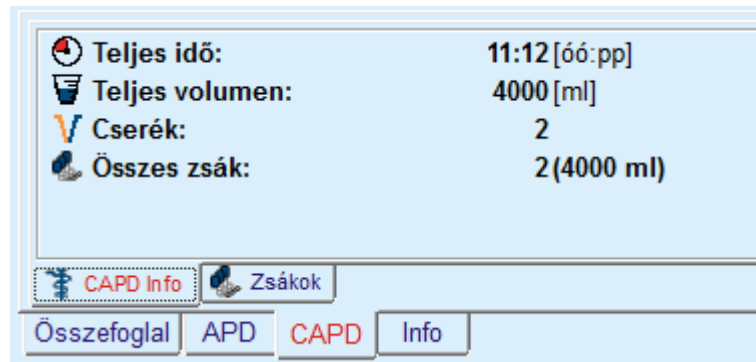 Teljes idő: 11:12 [óó:pp]
Teljes volumen: 4000 [ml]
Cserék: 2
Összes zsák: 2 (4000 ml)
CAPD Info Zsákok
Összefoglal APD CAPD Info